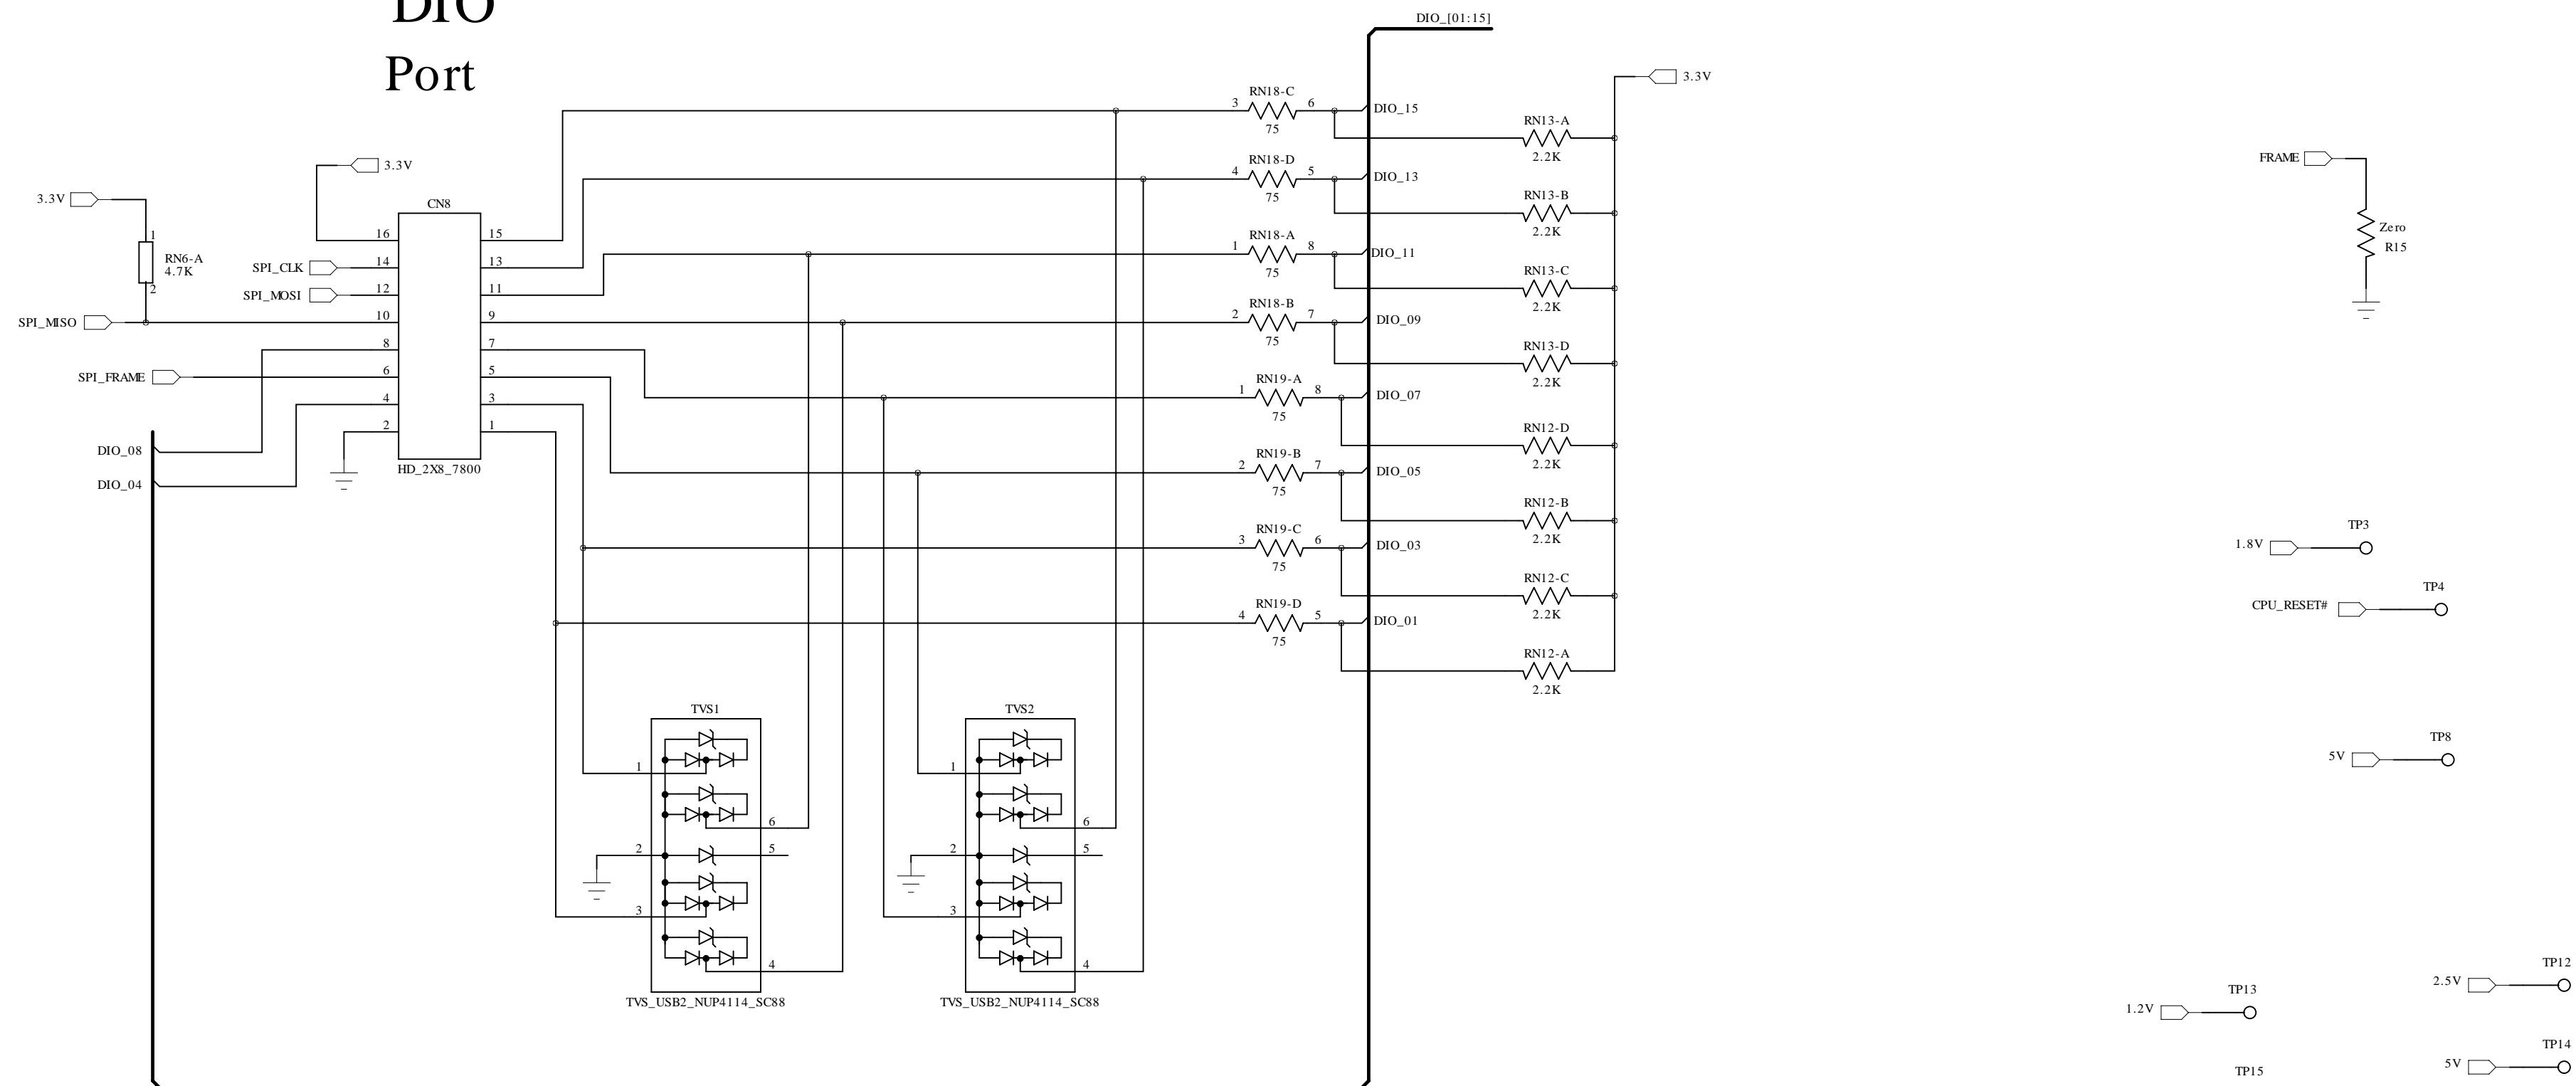 DIO
Port
DIO_[01:15]
3.3V
RN18-C
3 6
75
DIO_15
RN13-A
2.2K
3.3V
RN18-D
4 5
75
DIO_13
FRAME
3.3V
RN13-B
2.2K
CN8
Zero
R15
16 15
RN18-A
1 8
75
DIO_11
1
RN6-A
4.7K
2
SPI_CLK 14 13
RN13-C
2.2K
SPI_MOSI 12 11
RN18-B
2 7
75
DIO_09
SPI_MISO 10 9
8 7
RN13-D
2.2K
SPI_FRAME 6 5
RN19-A
1 8
75
DIO_07
4 3
2 1
RN12-D
2.2K
DIO_08
HD_2X8_7800
RN19-B
2 7
75
DIO_05
DIO_04
RN12-B
2.2K
TP3
1.8V
RN19-C
3 6
75
DIO_03
RN12-C
2.2K
TP4
CPU_RESET#
RN19-D
4 5
75
DIO_01
RN12-A
2.2K
TVS1 TVS2
TP8
5V
1 1
6 6
2 5 2 5
3 3
4 4
TVS_USB2_NUP4114_SC88 TVS_USB2_NUP4114_SC88
TP12
2.5V
TP13
1.2V
TP14
5V
TP15